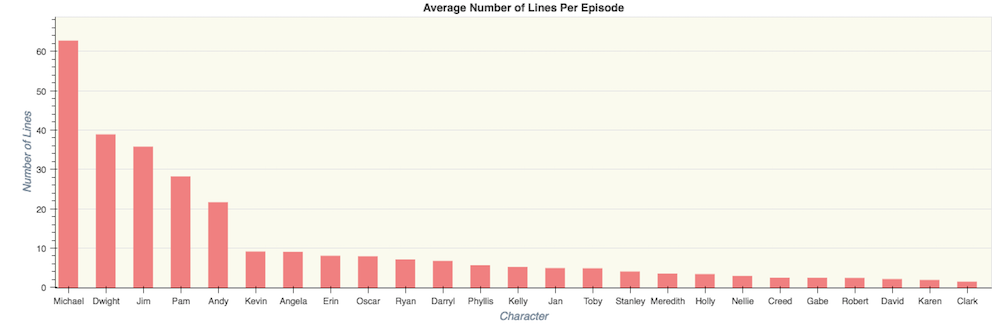 Average Number of Lines Per Episode
Number of Lines
60
50
40
30
20
10
0
Michael Dwight Jim Pam Andy Kevin Angela Erin Oscar Ryan Darryl Phyllis Kelly Jan Toby Stanley Meredith Holly Nellie Creed Gabe Robert David Karen Clark
Character